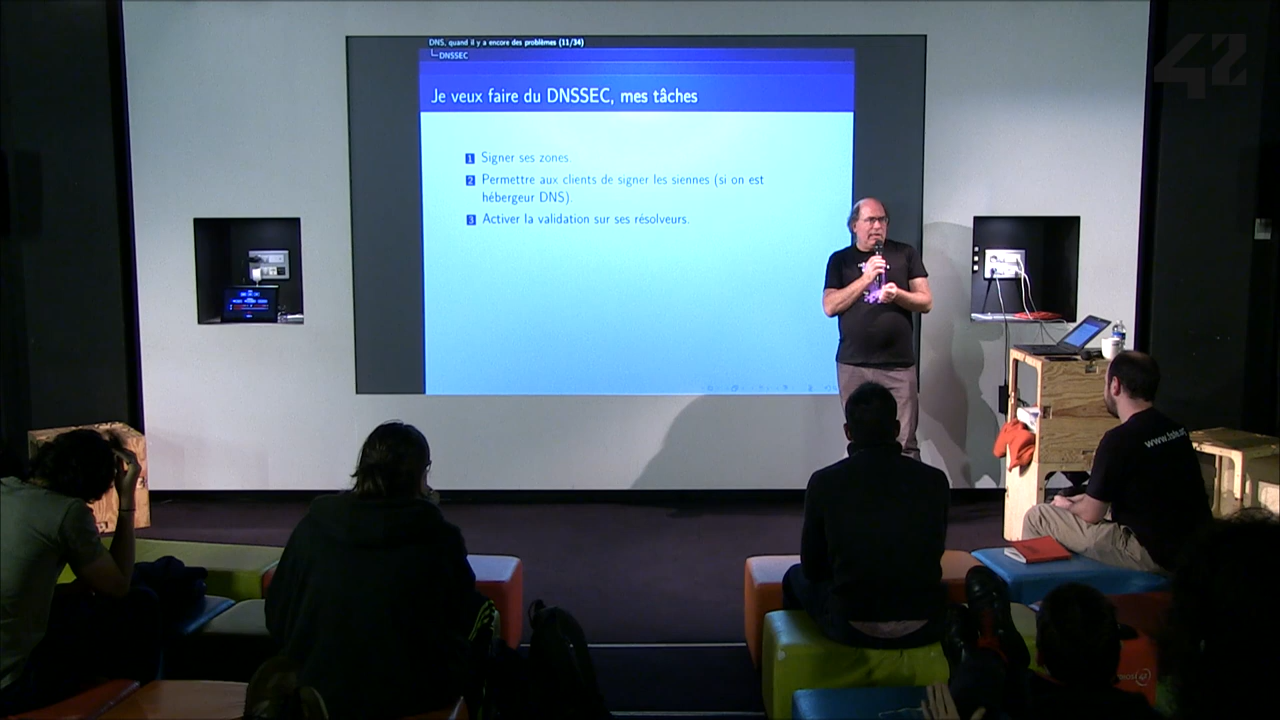 DNS, quand il y a encore des problèmes (11/34)
DNSSEC
42
Je veux faire du DNSSEC, mes tâches
1 Signer ses zones.
2 Permettre aux clients de signer les siennes (si on est
hébergeur DNS).
3 Activer la validation sur ses résolveurs.